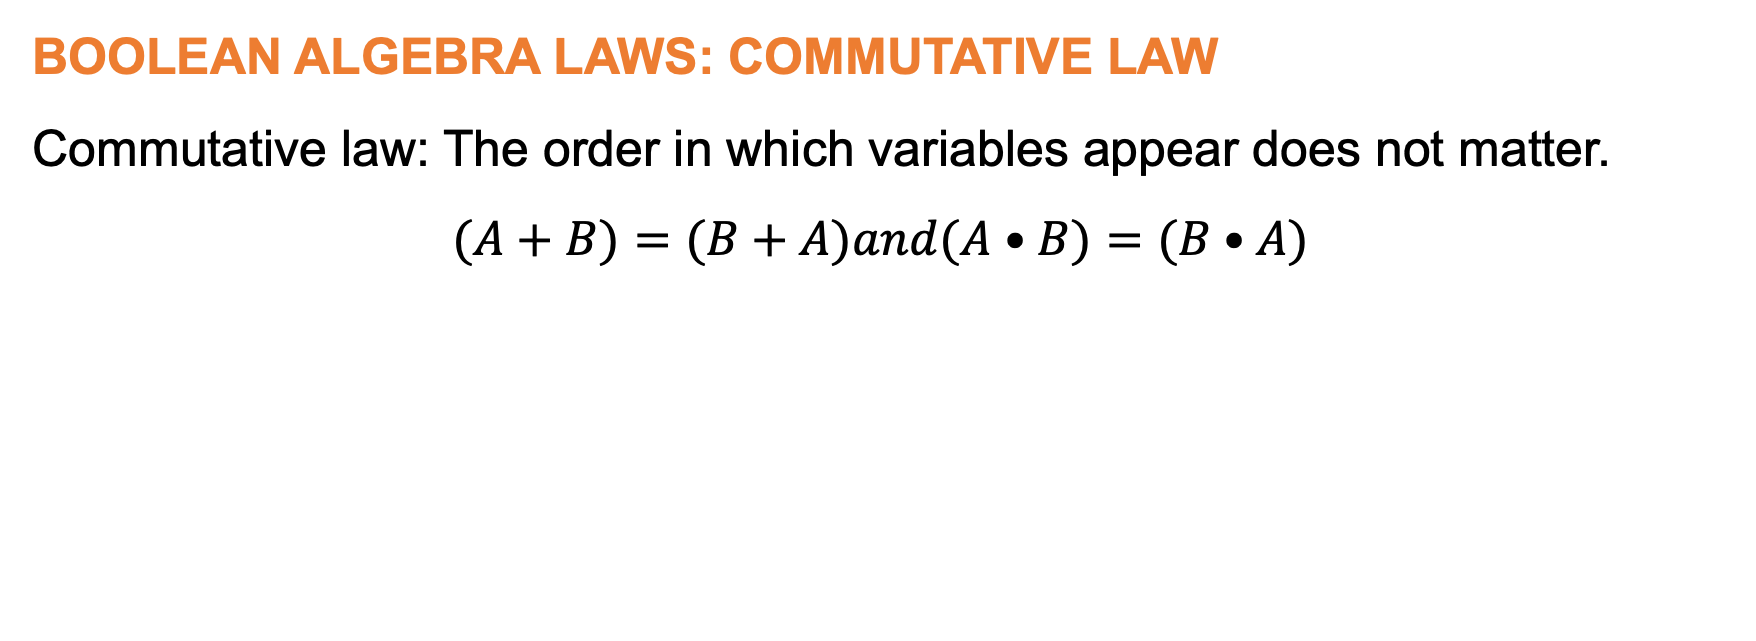 BOOLEAN ALGEBRA LAWS: COMMUTATIVE LAW
Commutative law: The order in which variables appear does not matter.
(A + B) = (B + A)and(A • B) = (B • A)